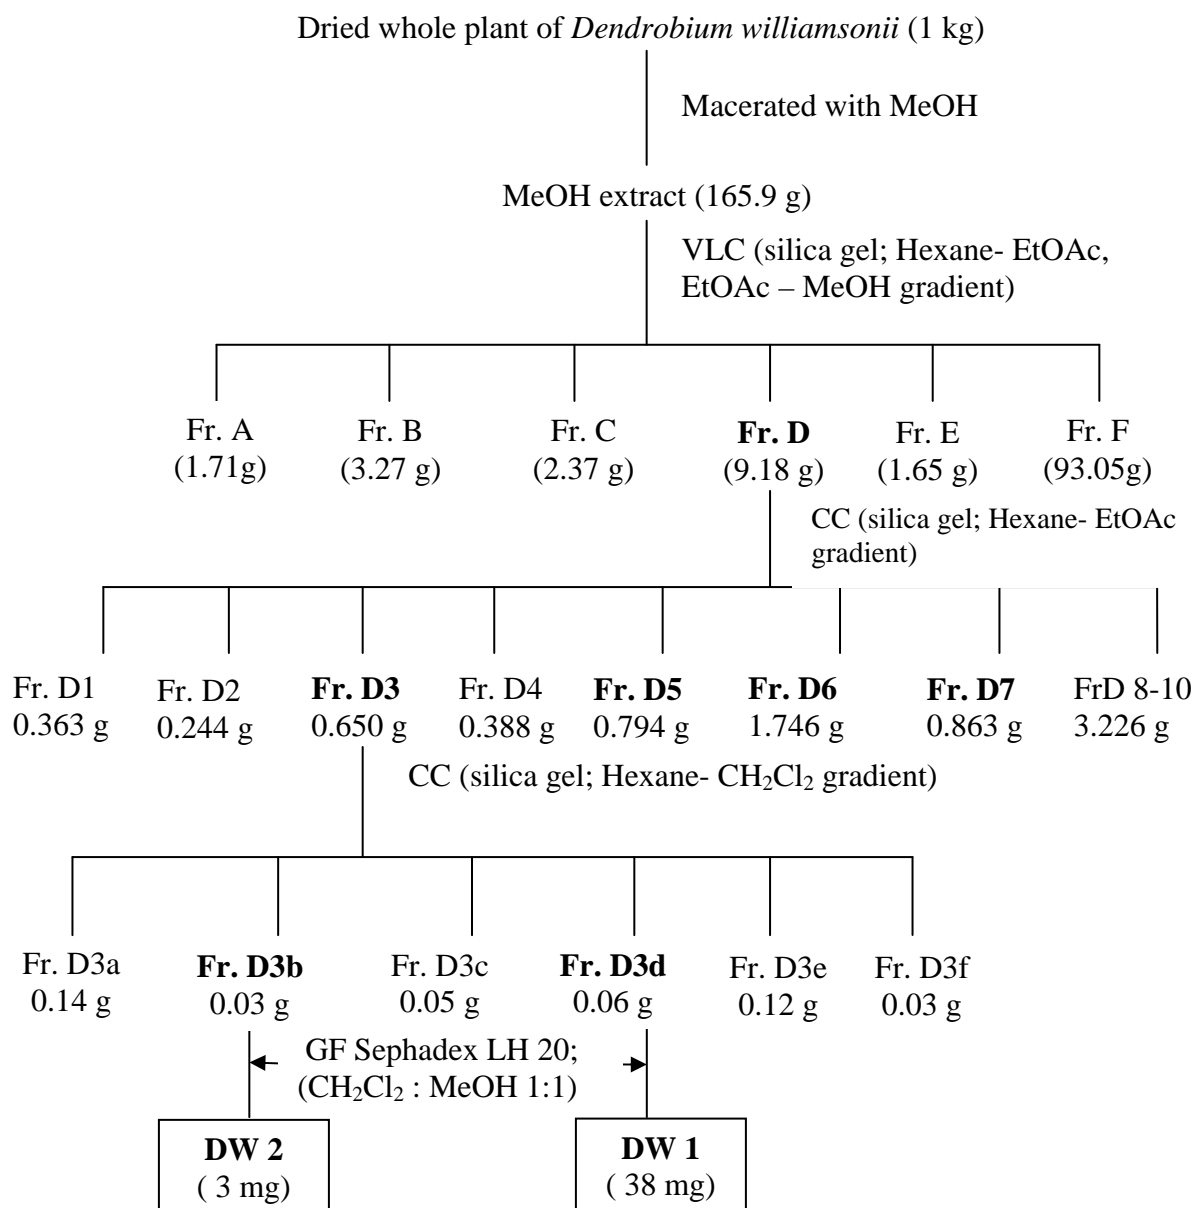 Dried whole plant of Dendrobium williamsonii (1 kg)
Macerated with MeOH
MeOH extract (165.9 g)
VLC (silica gel; Hexane- EtOAc,
EtOAc – MeOH gradient)
Fr. A Fr. B Fr. C Fr. D Fr. E Fr. F
(1.71g) (3.27 g) (2.37 g) (9.18 g) (1.65 g) (93.05g)
CC (silica gel; Hexane- EtOAc
gradient)
Fr. D1 Fr. D2 Fr. D3 Fr. D4 Fr. D5 Fr. D6 Fr. D7 FrD 8-10
0.363 g 0.244 g 0.650 g 0.388 g 0.794 g 1.746 g 0.863 g 3.226 g
CC (silica gel; Hexane- CH₂Cl₂ gradient)
Fr. D3a Fr. D3b Fr. D3c Fr. D3d Fr. D3e Fr. D3f
0.14 g 0.03 g 0.05 g 0.06 g 0.12 g 0.03 g
GF Sephadex LH 20;
(CH₂Cl₂ : MeOH 1:1)
DW 2 DW 1
( 3 mg) ( 38 mg)